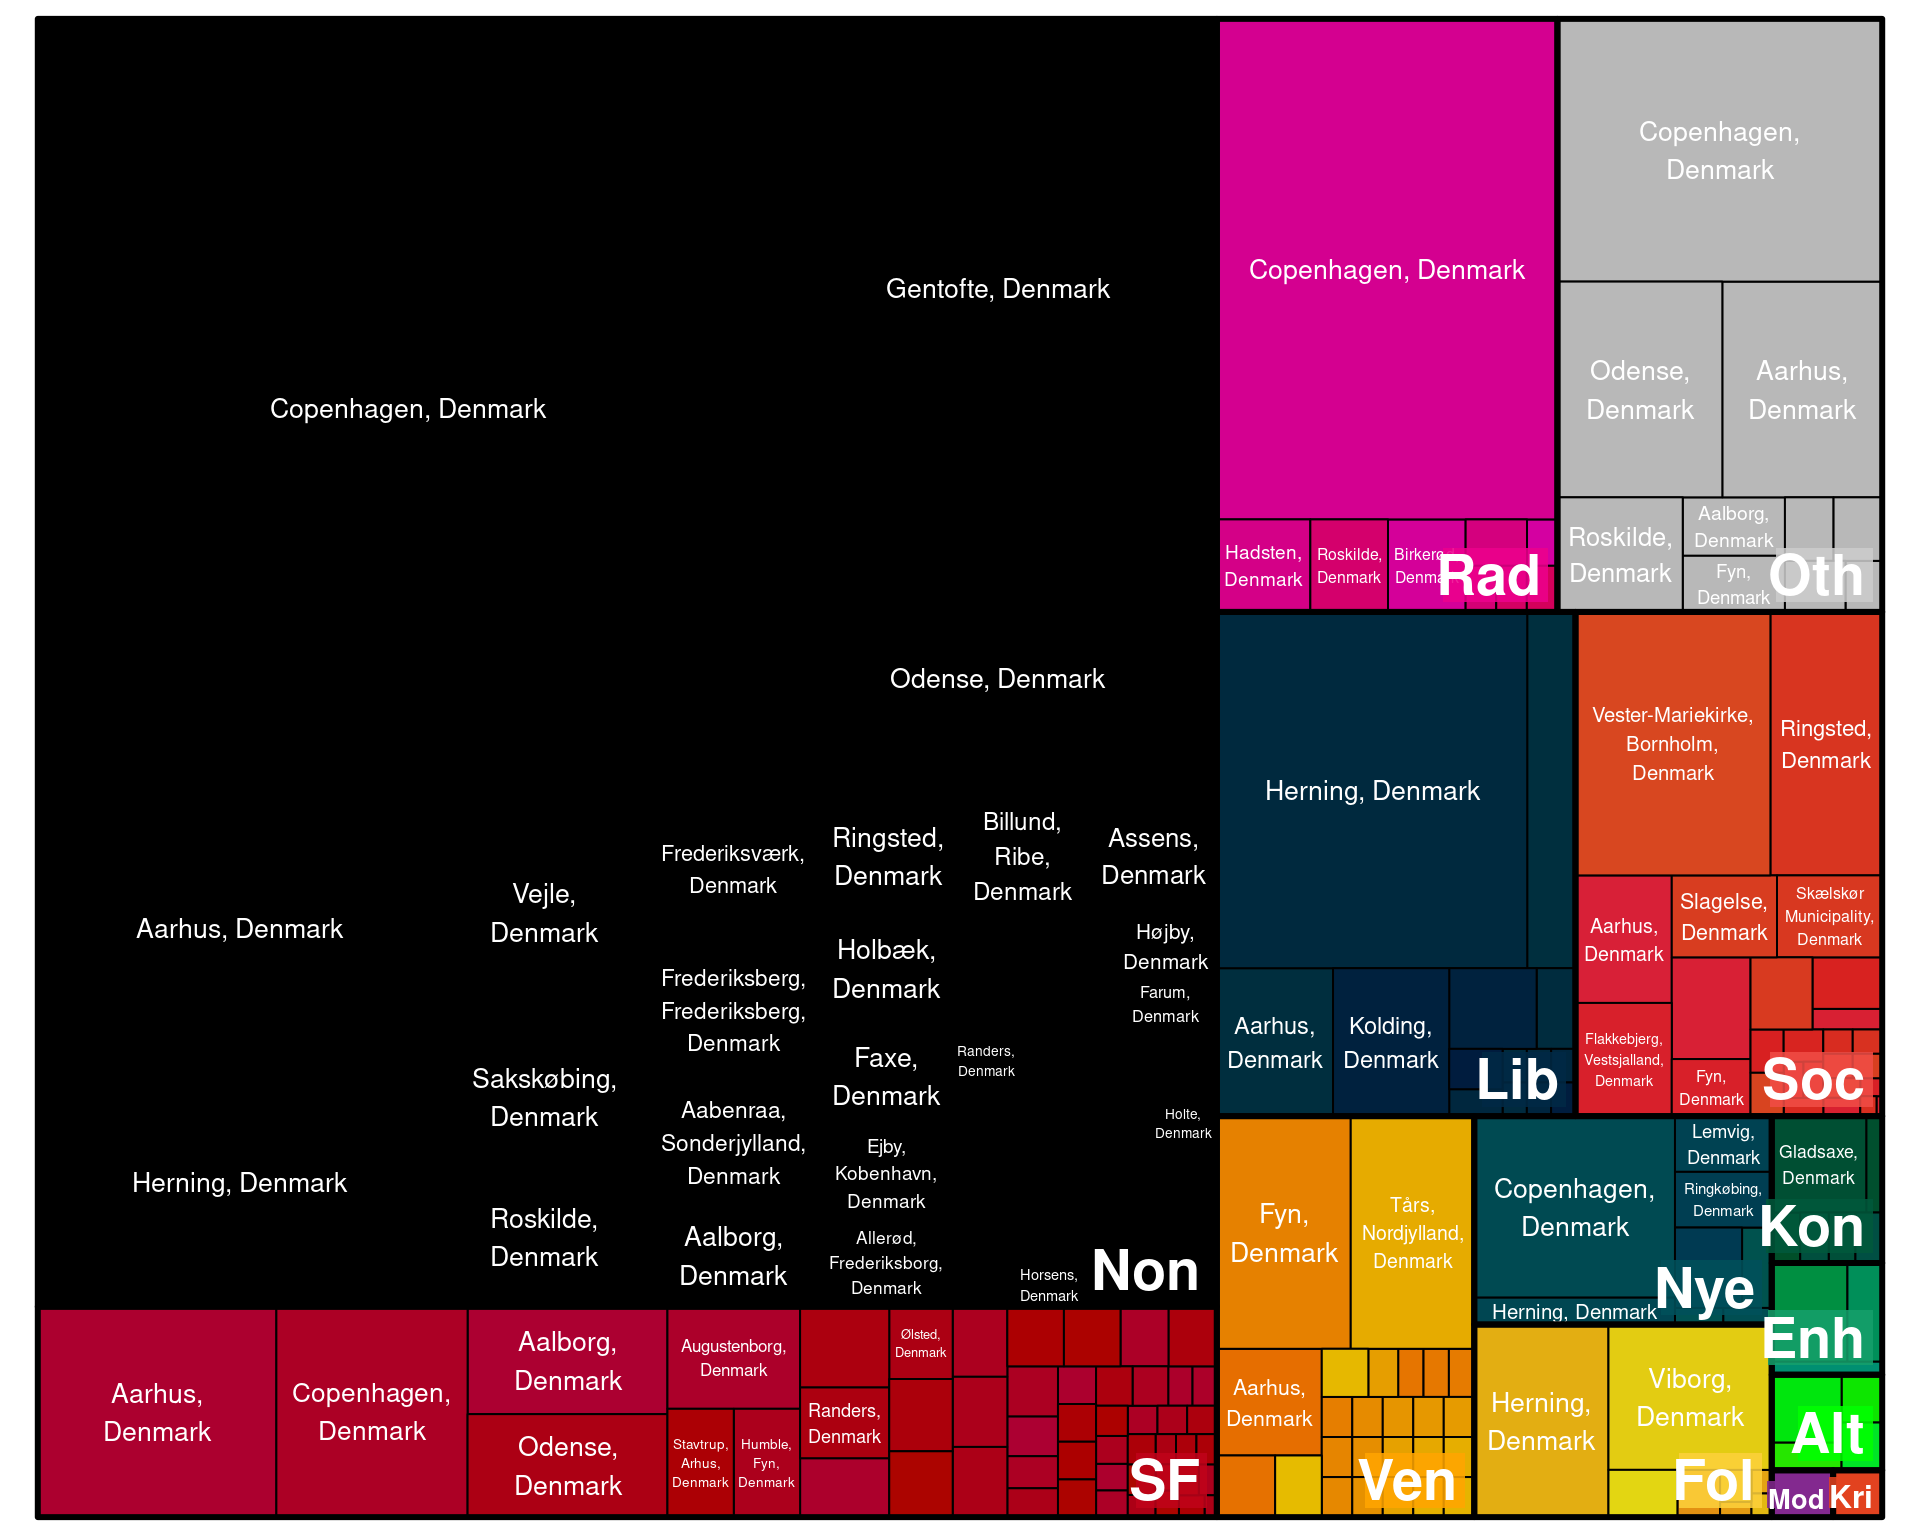 Copenhagen, Denmark
Gentofte, Denmark
Odense, Denmark
Aarhus, Denmark
Herning, Denmark
Vejle,
Denmark
Sakskøbing,
Denmark
Roskilde,
Denmark
Frederiksværk,
Denmark
Frederiksberg,
Frederiksberg,
Denmark
Aabenraa,
Sonderjylland,
Denmark
Aalborg,
Denmark
Ringsted,
Denmark
Holbæk,
Denmark
Faxe,
Denmark
Ejby,
Kobenhavn,
Denmark
Allerød,
Frederiksborg,
Denmark
Billund,
Ribe,
Denmark
Assens,
Denmark
Højby,
Denmark
Farum,
Denmark
Randers,
Denmark
Holte,
Denmark
Horsens,
Denmark
Non
Aarhus,
Denmark
Copenhagen,
Denmark
Aalborg,
Denmark
Odense,
Denmark
Augustenborg,
Denmark
Stavtrup,
Arhus,
Denmark
Humble,
Fyn,
Denmark
Randers,
Denmark
Ølsted,
Denmark
SF
Copenhagen, Denmark
Hadsten,
Denmark
Roskilde,
Denmark
Rad
Copenhagen,
Denmark
Odense,
Denmark
Aarhus,
Denmark
Roskilde,
Denmark
Aalborg,
Denmark
Fyn,
Denmark
Oth
Herning, Denmark
Aarhus,
Denmark
Kolding,
Denmark
Lib
Vester-Mariekirke,
Bornholm,
Denmark
Ringsted,
Denmark
Aarhus,
Denmark
Slagelse,
Denmark
Skælskør
Municipality,
Denmark
Flakkebjerg,
Vestsjalland,
Denmark
Fyn,
Denmark
Soc
Fyn,
Denmark
Tårs,
Nordjylland,
Denmark
Aarhus,
Denmark
Ven
Copenhagen,
Denmark
Lemvig,
Denmark
Ringkøbing,
Denmark
Herning, Denmark
Nye
Gladsaxe,
Denmark
Kon
Enh
Herning,
Denmark
Viborg,
Denmark
Fol
Alt
Mod
Kri